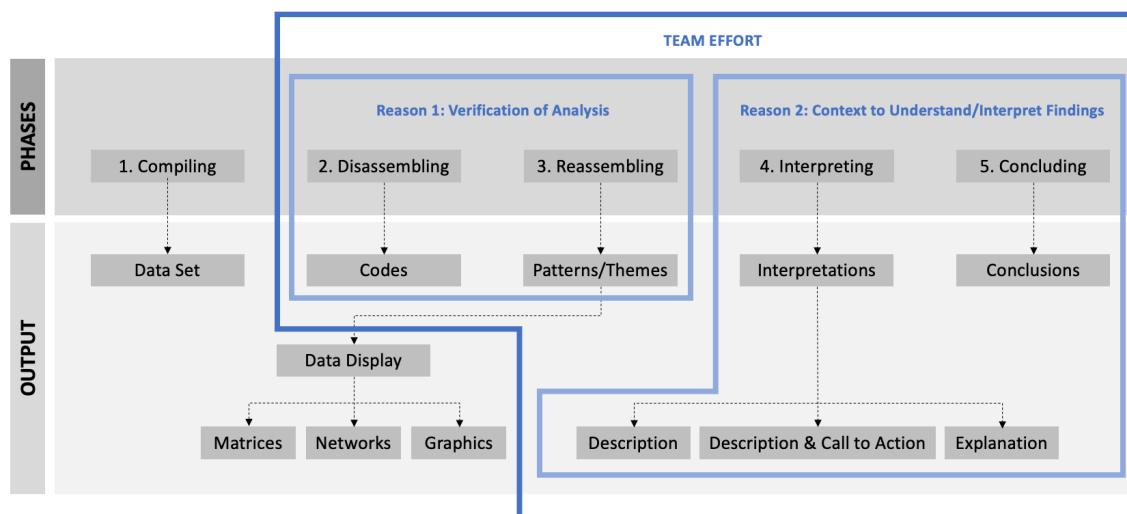 TEAM EFFORT
PHASES
Reason 1: Verification of Analysis
Reason 2: Context to Understand/Interpret Findings
1. Compiling
2. Disassembling
3. Reassembling
4. Interpreting
5. Concluding
OUTPUT
Data Set
Codes
Patterns/Themes
Interpretations
Conclusions
Data Display
Matrices
Networks
Graphics
Description
Description & Call to Action
Explanation